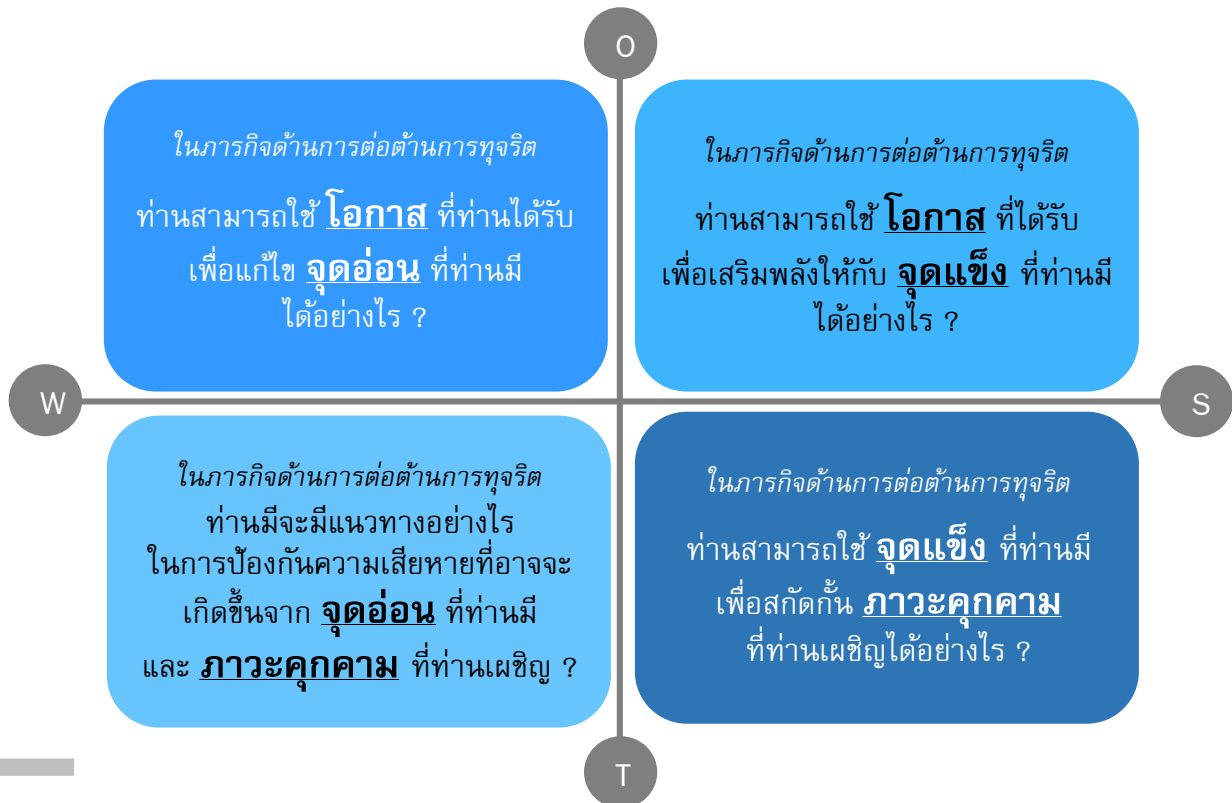 O
ในภารกิจด้านการต่อต้านการทุจริต
ท่านสามารถใช้ โอกาส ที่ท่านได้รับ
เพื่อแก้ไข จุดอ่อน ที่ท่านมี
ได้อย่างไร ?
ในภารกิจด้านการต่อต้านการทุจริต
ท่านสามารถใช้ โอกาส ที่ได้รับ
เพื่อเสริมพลังให้กับ จุดแข็ง ที่ท่านมี
ได้อย่างไร ?
W
S
ในภารกิจด้านการต่อต้านการทุจริต
ท่านมีจะมีแนวทางอย่างไร
ในการป้องกันความเสียหายที่อาจจะ
เกิดขึ้นจาก จุดอ่อน ที่ท่านมี
และ ภาวะคุกคาม ที่ท่านเผชิญ ?
ในภารกิจด้านการต่อต้านการทุจริต
ท่านสามารถใช้ จุดแข็ง ที่ท่านมี
เพื่อสกัดกั้น ภาวะคุกคาม
ที่ท่านเผชิญได้อย่างไร ?
T